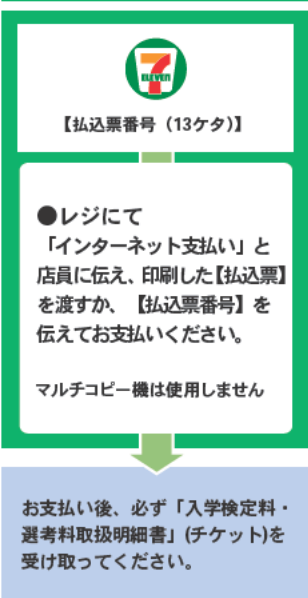 7
ELEVEN
【払込票番号（13ケタ）】
●レジにて
「インターネット支払い」と
店員に伝え、印刷した【払込票】
を渡すか、【払込票番号】を
伝えてお支払いください。
マルチコピー機は使用しません
お支払い後、必ず「入学検定料・
選考料取扱明細書」(チケット)を
受け取ってください。